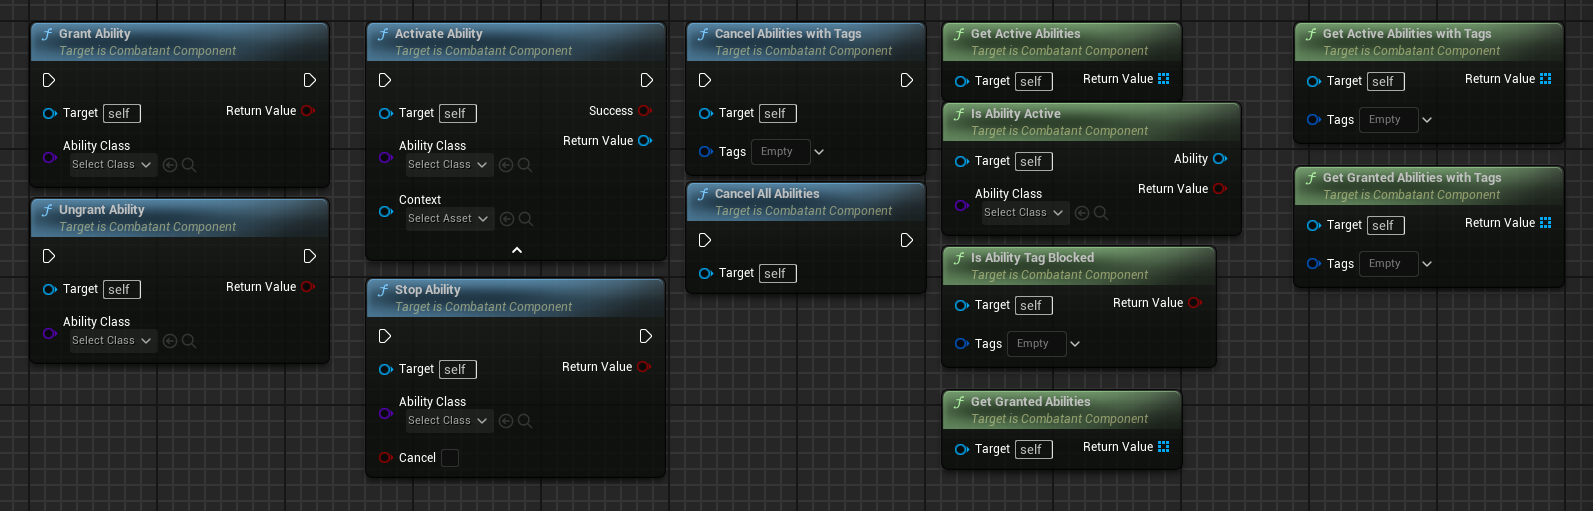 Grant Ability
Target is Combatant Component
Target self
Return Value
Ability Class
Select Class
Ungrant Ability
Target is Combatant Component
Target self
Return Value
Ability Class
Select Class
Activate Ability
Target is Combatant Component
Target self
Success
Ability Class
Return Value
Select Class
Context
Select Asset
Stop Ability
Target is Combatant Component
Target self
Return Value
Ability Class
Select Class
Cancel
Cancel Abilities with Tags
Target is Combatant Component
Target self
Tags Empty
Cancel All Abilities
Target is Combatant Component
Target self
Get Active Abilities
Target is Combatant Component
Target self
Return Value
Is Ability Active
Target is Combatant Component
Target self
Ability
Ability Class
Return Value
Select Class
Is Ability Tag Blocked
Target is Combatant Component
Target self
Return Value
Tags Empty
Get Granted Abilities
Target is Combatant Component
Target self
Return Value
Get Active Abilities with Tags
Target is Combatant Component
Target self
Return Value
Tags Empty
Get Granted Abilities with Tags
Target is Combatant Component
Target self
Return Value
Tags Empty